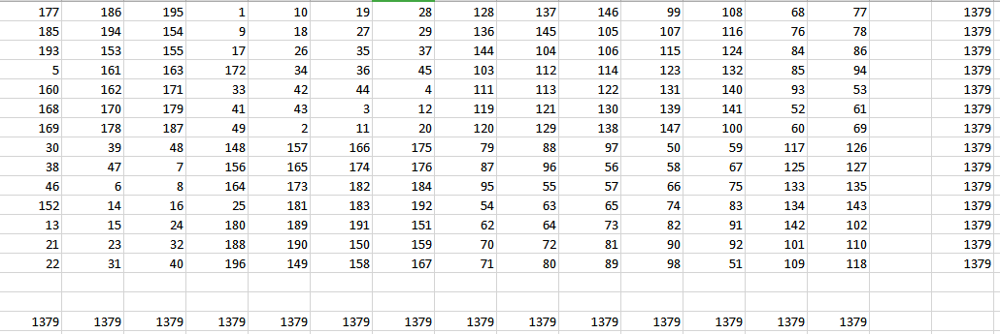 177 186 195 1 10 19 28 128 137 146 99 108 68 77 1379
185 194 154 9 18 27 29 136 145 105 107 116 76 78 1379
193 153 155 17 26 35 37 144 104 106 115 124 84 86 1379
5 161 163 172 34 36 45 103 112 114 123 132 85 94 1379
160 162 171 33 42 44 4 111 113 122 131 140 93 53 1379
168 170 179 41 43 3 12 119 121 130 139 141 52 61 1379
169 178 187 49 2 11 20 120 129 138 147 100 60 69 1379
30 39 48 148 157 166 175 79 88 97 50 59 117 126 1379
38 47 7 156 165 174 176 87 96 56 58 67 125 127 1379
46 6 8 164 173 182 184 95 55 57 66 75 133 135 1379
152 14 16 25 181 183 192 54 63 65 74 83 134 143 1379
13 15 24 180 189 191 151 62 64 73 82 91 142 102 1379
21 23 32 188 190 150 159 70 72 81 90 92 101 110 1379
22 31 40 196 149 158 167 71 80 89 98 51 109 118 1379
1379 1379 1379 1379 1379 1379 1379 1379 1379 1379 1379 1379 1379 1379